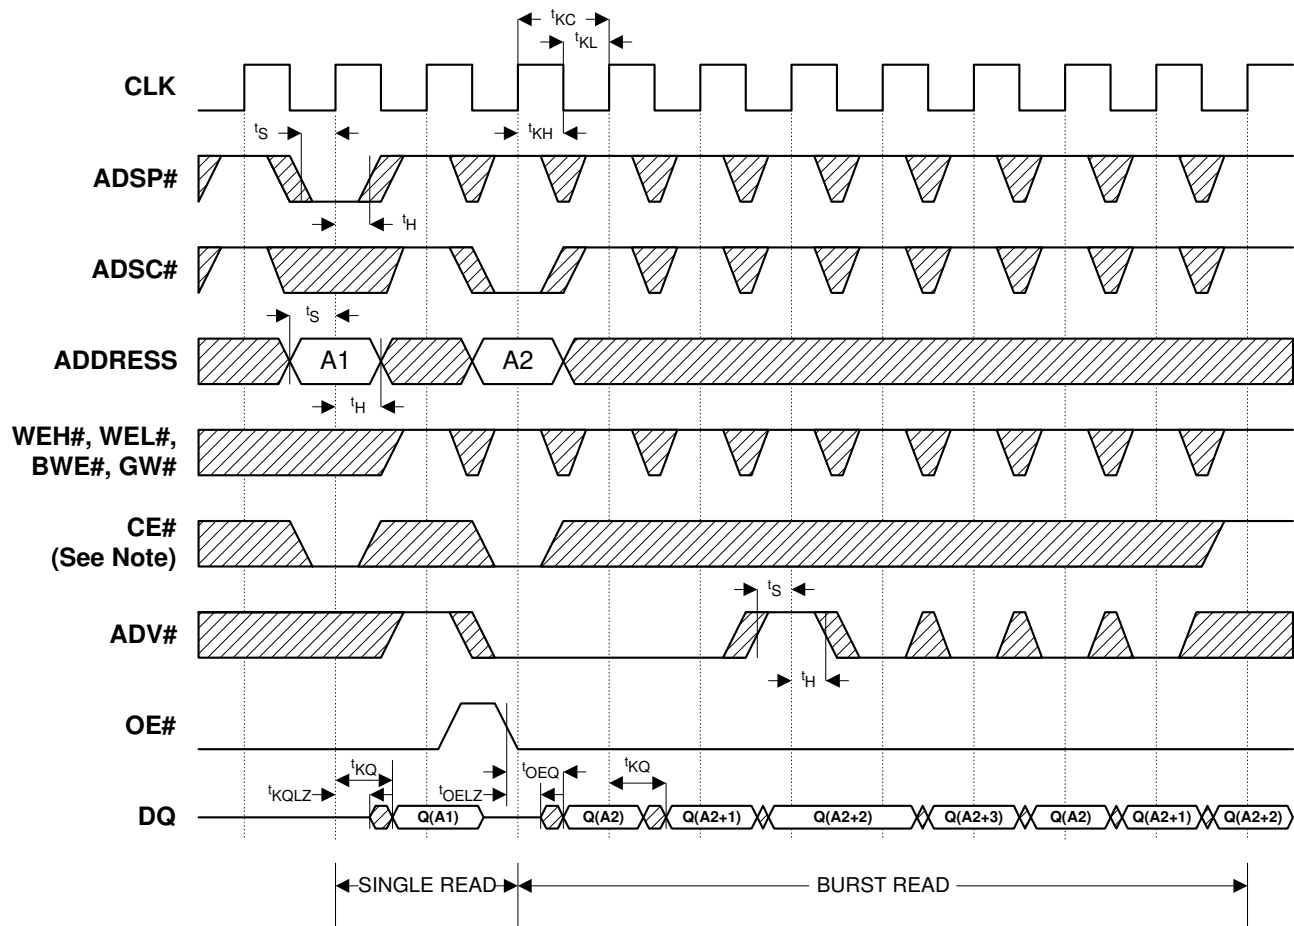 tKC
tKL
CLK
tS
tKH
ADSP#
tH
ADSC#
tS
ADDRESS
A1
A2
tH
WEH#, WEL#,
BWE#, GW#
CE#
(See Note)
tS
ADV#
tH
OE#
tKQ
tOEQ
tKQ
tKQLZ
tOELZ
DQ
Q(A1)
Q(A2)
Q(A2+1)
Q(A2+2)
Q(A2+3)
Q(A2)
Q(A2+1)
Q(A2+2)
SINGLE READ
BURST READ